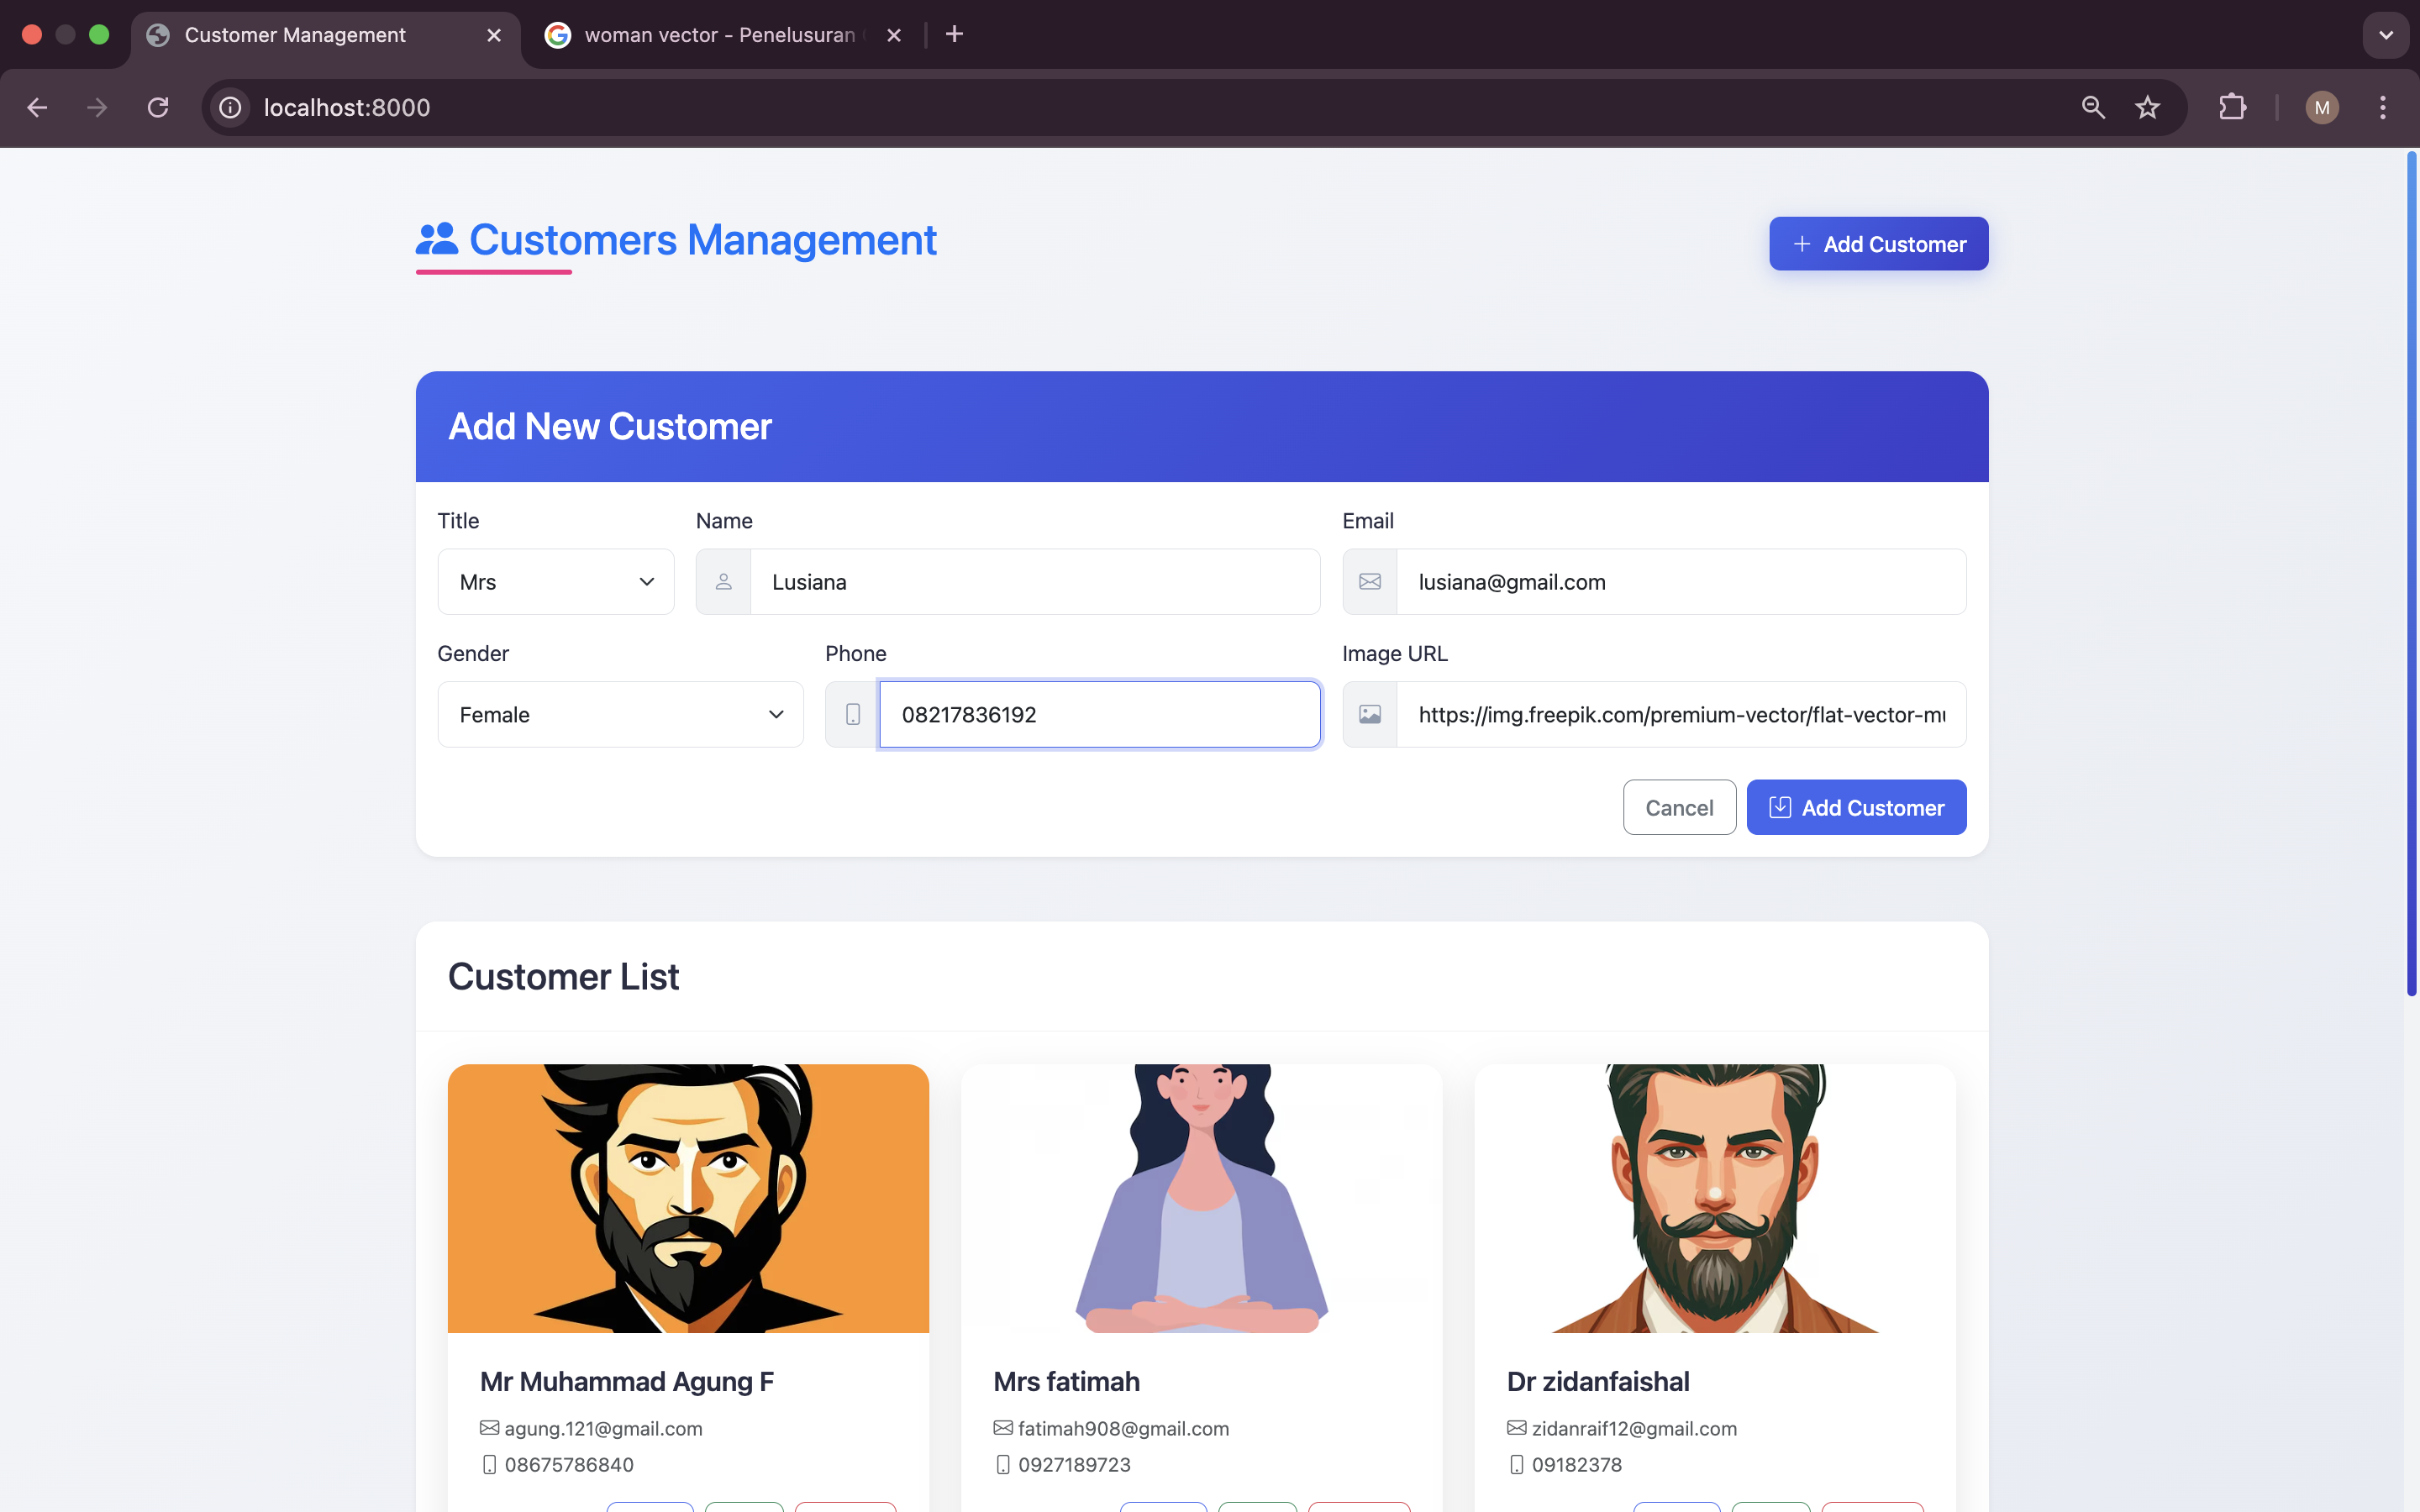 Customer Management
woman vector - Penelusuran
localhost:8000
M
Customers Management
Add Customer
Add New Customer
Title
Name
Email
Mrs
Lusiana
lusiana@gmail.com
Gender
Phone
Image URL
Female
08217836192
https://img.freepik.com/premium-vector/flat-vector-mu
Cancel
Add Customer
Customer List
Mr Muhammad Agung F
Mrs fatimah
Dr zidanfaishal
agung.121@gmail.com
fatimah908@gmail.com
zidanraif12@gmail.com
08675786840
0927189723
09182378